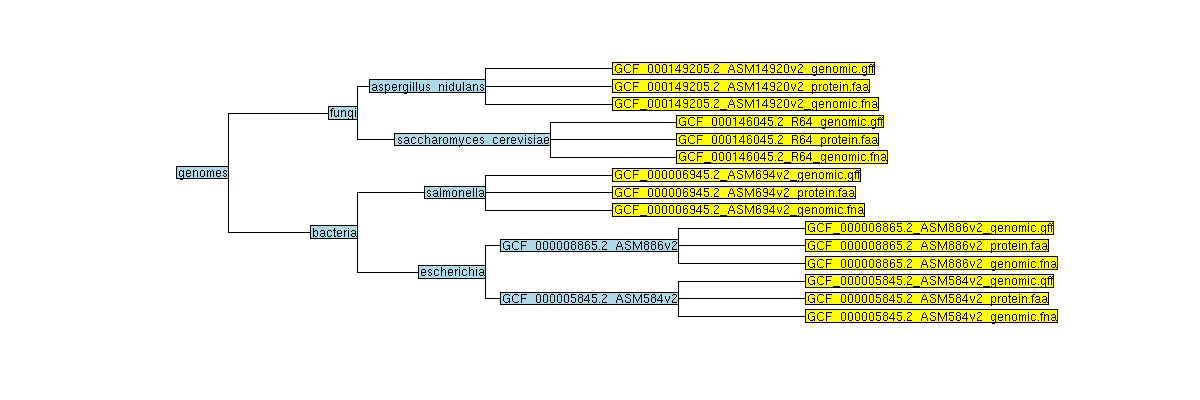 GCF_000149205.2_ASM14920v2_genomic.gff
aspergillus_nidulans
GCF_000149205.2_ASM14920v2_protein.faa
GCF_000149205.2_ASM14920v2_genomic.fna
fungi
GCF_000146045.2_R64_genomic.gff
saccharomyces_cerevisiae
GCF_000146045.2_R64_protein.faa
GCF_000146045.2_R64_genomic.fna
genomes
GCF_000006945.2_ASM694v2_genomic.gff
salmonella
GCF_000006945.2_ASM694v2_protein.faa
GCF_000006945.2_ASM694v2_genomic.fna
bacteria
GCF_000008865.2_ASM886v2_genomic.gff
GCF_000008865.2_ASM886v2
GCF_000008865.2_ASM886v2_protein.faa
GCF_000008865.2_ASM886v2_genomic.fna
escherichia
GCF_000005845.2_ASM584v2_genomic.gff
GCF_000005845.2_ASM584v2
GCF_000005845.2_ASM584v2_protein.faa
GCF_000005845.2_ASM584v2_genomic.fna